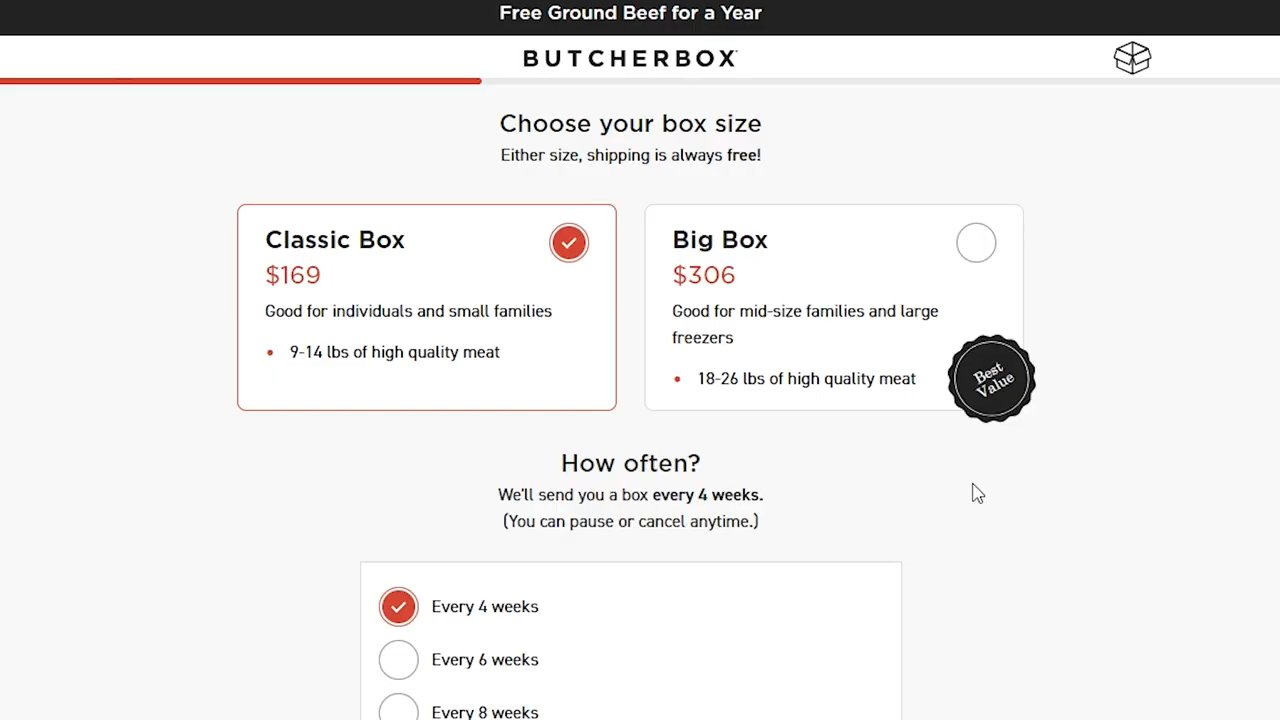 Free Ground Beef for a Year
BUTCHERBOX
Choose your box size
Either size, shipping is always free!
Classic Box
$169
Good for individuals and small families
9-14 lbs of high quality meat
Big Box
$306
Good for mid-size families and large
freezers
18-26 lbs of high quality meat
Best
Value
How often?
We'll send you a box every 4 weeks.
(You can pause or cancel anytime.)
Every 4 weeks
Every 6 weeks
Every 8 weeks